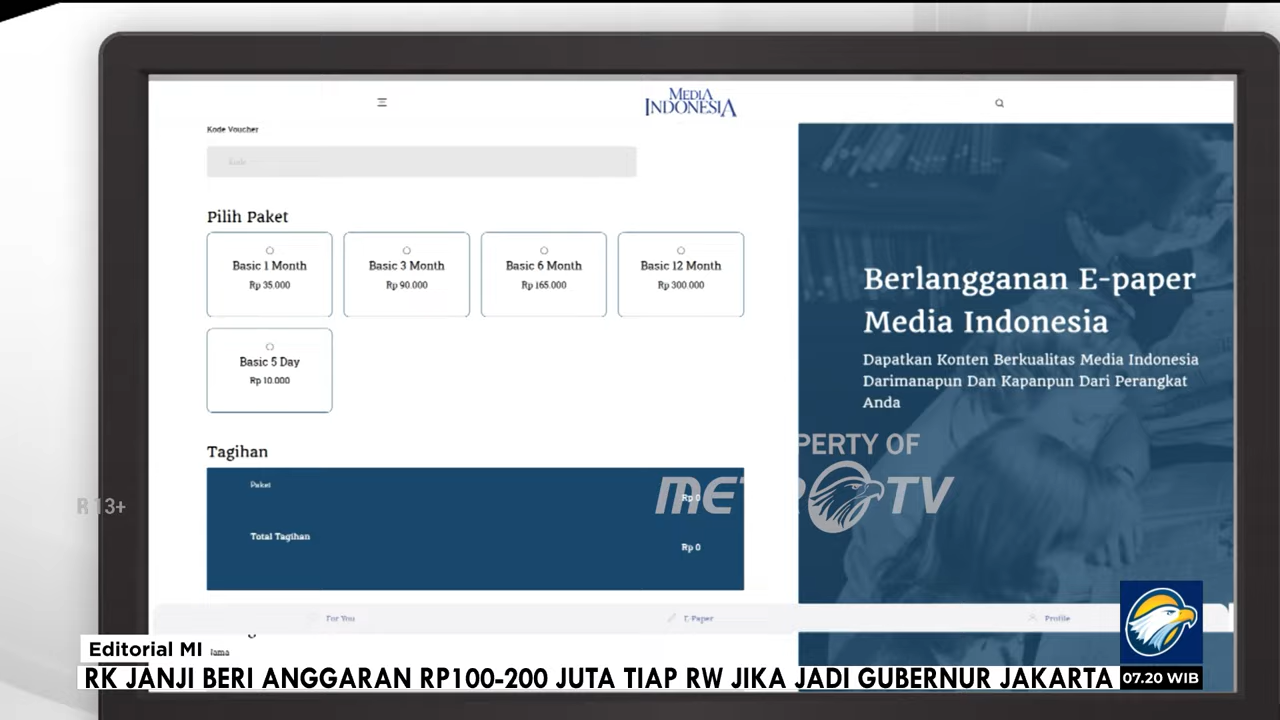 MEDIA
INDONESIA
Kode Voucher
Kode
Pilih Paket
Basic 1 Month
Rp 35.000
Basic 3 Month
Rp 90.000
Basic 6 Month
Rp 165.000
Basic 12 Month
Rp 300.000
Basic 5 Day
Rp 10.000
Tagihan
Paket
Rp 0
Total Tagihan
Rp 0
Berlangganan E-paper
Media Indonesia
Dapatkan Konten Berkualitas Media Indonesia
Darimanapun Dan Kapanpun Dari Perangkat
Anda
PERTY OF
METRO TV
R 13+
For You
E-Paper
Profile
Editorial MI
RK JANJI BERI ANGGARAN RP100-200 JUTA TIAP RW JIKA JADI GUBERNUR JAKARTA
07.20 WIB